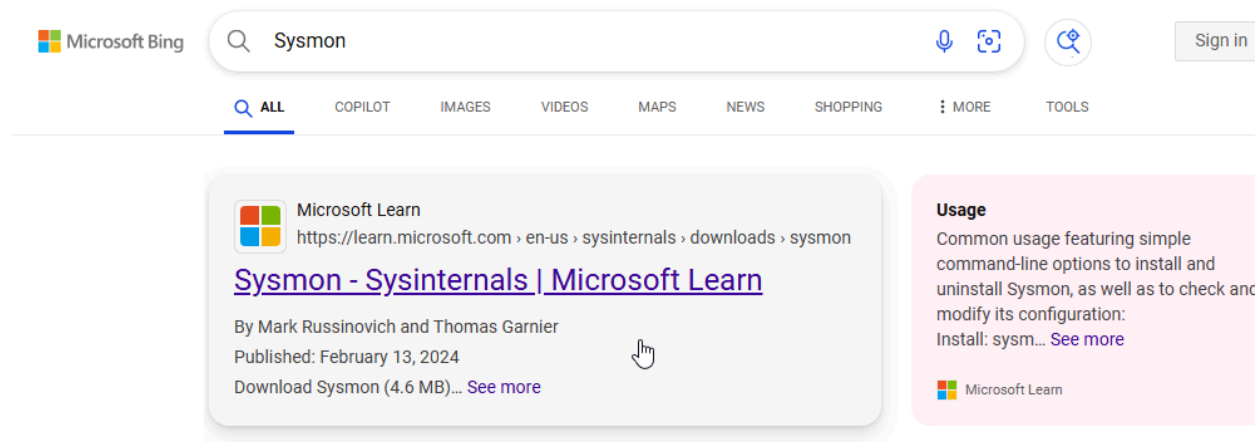 Microsoft Bing
Sysmon
Sign in
ALL COPILOT IMAGES VIDEOS MAPS NEWS SHOPPING MORE TOOLS
Microsoft Learn
https://learn.microsoft.com › en-us › sysinternals › downloads › sysmon
Sysmon - Sysinternals | Microsoft Learn
By Mark Russinovich and Thomas Garnier
Published: February 13, 2024
Download Sysmon (4.6 MB)... See more
Usage
Common usage featuring simple
command-line options to install and
uninstall Sysmon, as well as to check and
modify its configuration:
Install: sysm... See more
Microsoft Learn